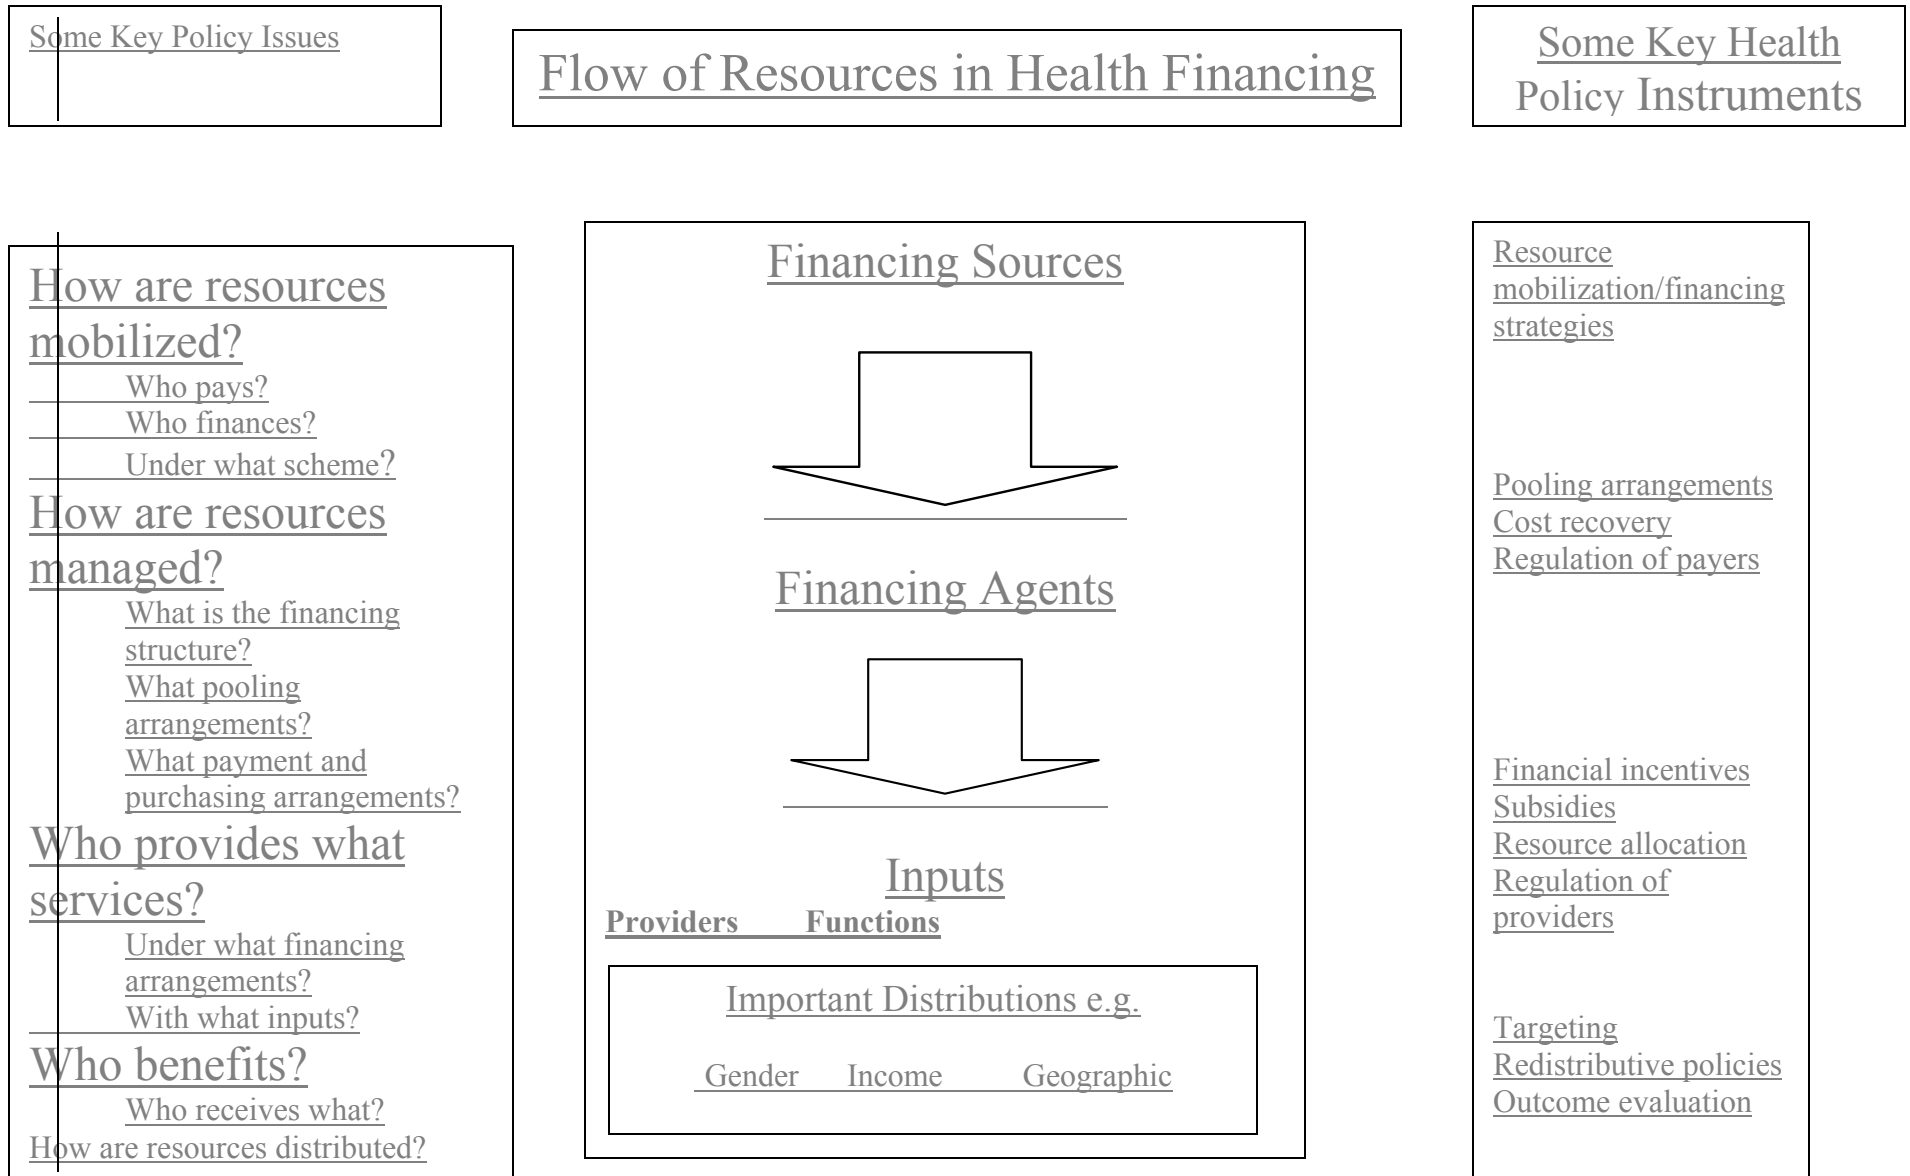 Some Key Policy Issues
Flow of Resources in Health Financing
Some Key Health
Policy Instruments
How are resources
mobilized?
Who pays?
Who finances?
Under what scheme?
How are resources
managed?
What is the financing
structure?
What pooling
arrangements?
What payment and
purchasing arrangements?
Who provides what
services?
Under what financing
arrangements?
With what inputs?
Who benefits?
Who receives what?
How are resources distributed?
Financing Sources
Financing Agents
Inputs
Providers Functions
Important Distributions e.g.
Gender Income Geographic
Resource
mobilization/financing
strategies
Pooling arrangements
Cost recovery
Regulation of payers
Financial incentives
Subsidies
Resource allocation
Regulation of
providers
Targeting
Redistributive policies
Outcome evaluation